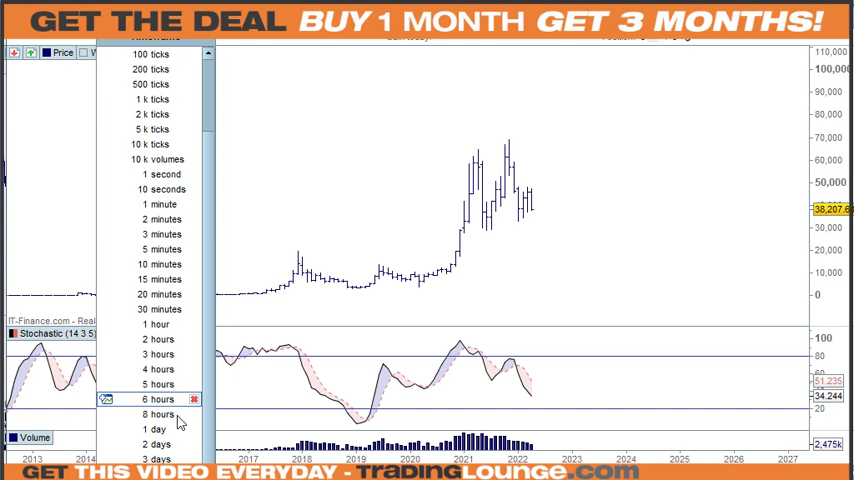 GET THE DEAL BUY 1 MONTH GET 3 MONTHS!
110,000
Price
100 ticks
100,000
200 ticks
90,000
500 ticks
80,000
1 k ticks
2 k ticks
70,000
5 k ticks
60,000
10 k ticks
10 k volumes
50,000
1 second
10 seconds
1 minute
38,207.6
2 minutes
30,000
3 minutes
5 minutes
20,000
10 minutes
10,000
15 minutes
20 minutes
0
30 minutes
IT-Finance.com - Real
1 hour
Stochastic (14 3 5)
2 hours
100
3 hours
80
4 hours
5 hours
51.235
6 hours
34.244
8 hours
20
1 day
Volume
2 days
2,475k
3 days
2013 2014 2017 2018 2019 2020 2021 2022 2023 2024 2025 2026 2027
GET THIS VIDEO EVERYDAY - TRADINGLOUNGE.com